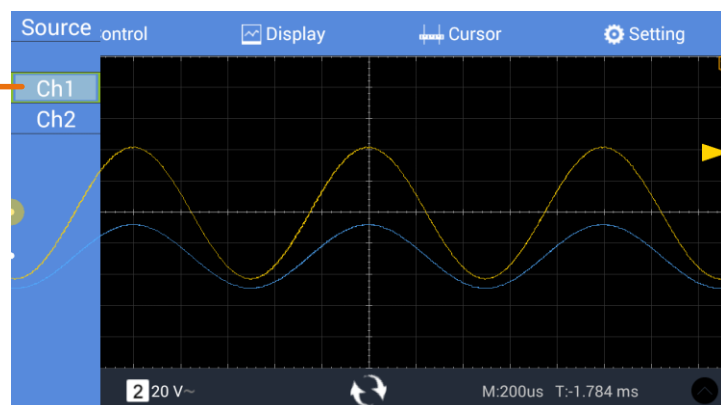 Source ontrol Display Cursor Setting
Ch1
Ch2
2 20 V~ M:200us T:-1.784 ms